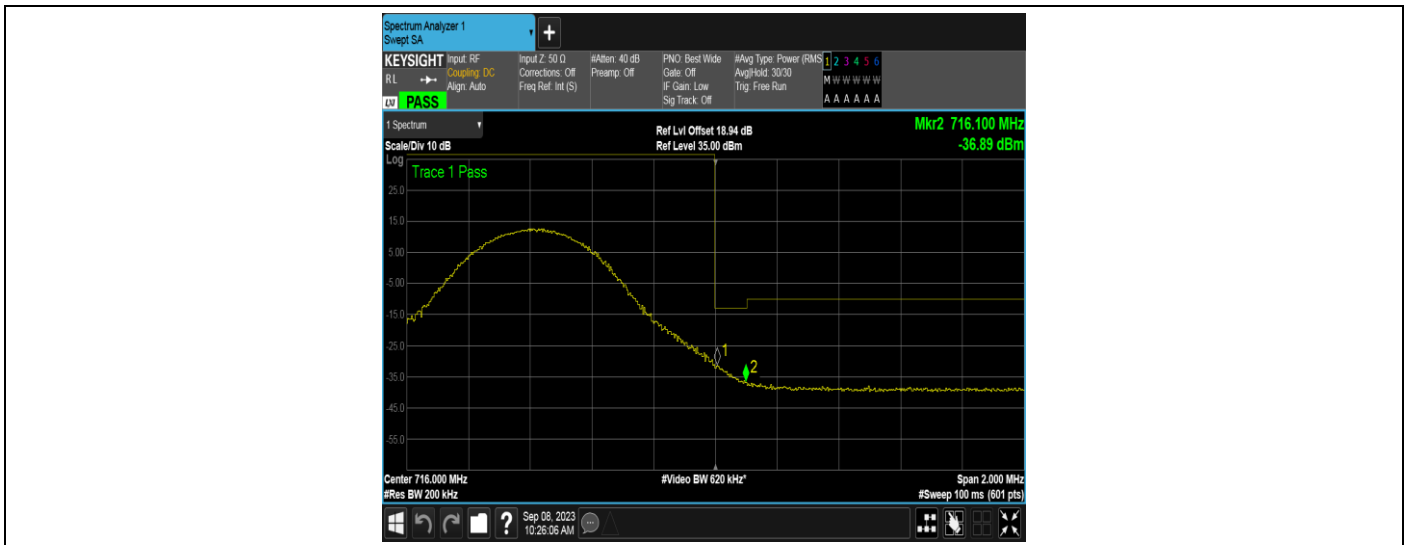 Spectrum Analyzer 1
Swept SA
+
KEYSIGHT
RL
LXI PASS
Input: RF
Coupling: DC
Align: Auto
Input Z: 50 Ω
Corrections: Off
Freq Ref: Int (S)
#Atten: 40 dB
Preamp: Off
PNO: Best Wide
Gate: Off
IF Gain: Low
Sig Track: Off
#Avg Type: Power (RMS
Avg|Hold: 30/30
Trig: Free Run
1 2 3 4 5 6
M W W W W W
A A A A A A
1 Spectrum
Scale/Div 10 dB
Ref Lvl Offset 18.94 dB
Ref Level 35.00 dBm
Mkr2 716.100 MHz
-36.89 dBm
Log
Trace 1 Pass
25.0
15.0
5.00
-5.00
-15.0
-25.0
-35.0
-45.0
-55.0
1
2
Center 716.000 MHz
#Res BW 200 kHz
#Video BW 620 kHz*
Span 2.000 MHz
#Sweep 100 ms (601 pts)
?
Sep 08, 2023
10:26:06 AM